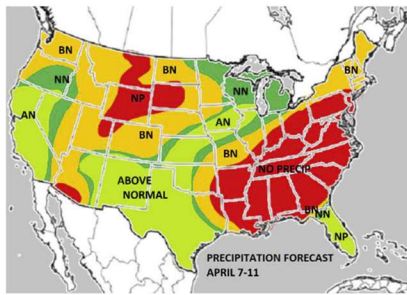 BN
BN
BN
NN
NP
NN
AN
AN
BN
BN
NO PRECIP
ABOVE
NORMAL
BN
NN
NP
PRECIPITATION FORECAST
APRIL 7-11